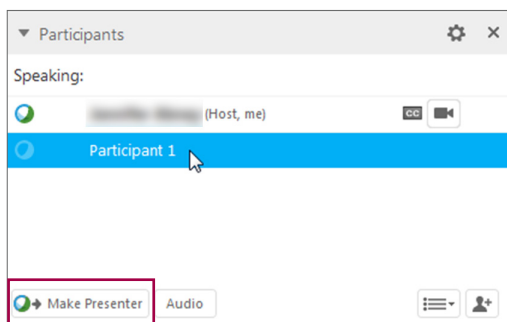 Participants
Speaking:
(Host, me)
CC
Participant 1
Make Presenter
Audio